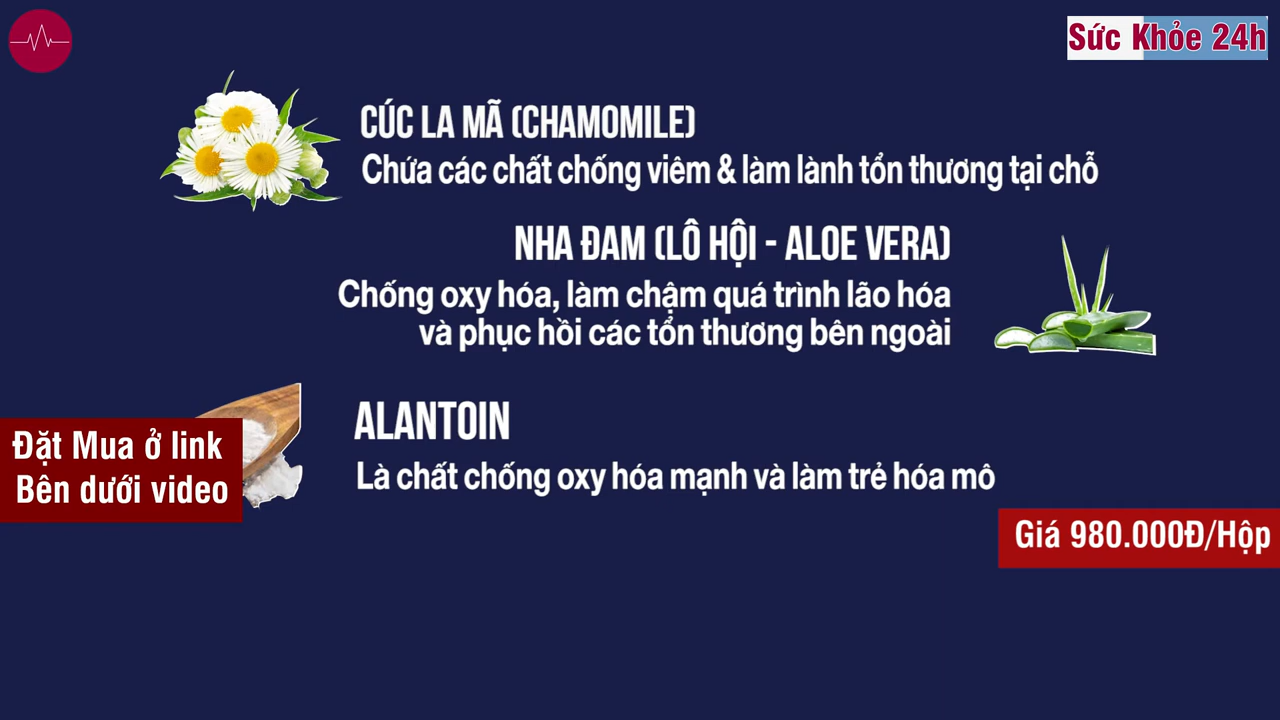 Sức Khỏe 24h
CÚC LA MÃ (CHAMOMILE)
Chứa các chất chống viêm & làm lành tổn thương tại chỗ
NHA ĐAM (LÔ HỘI - ALOE VERA)
Chống oxy hóa, làm chậm quá trình lão hóa
và phục hồi các tổn thương bên ngoài
ALANTOIN
Là chất chống oxy hóa mạnh và làm trẻ hóa mô
Đặt Mua ở link
Bên dưới video
Giá 980.000Đ/Hộp